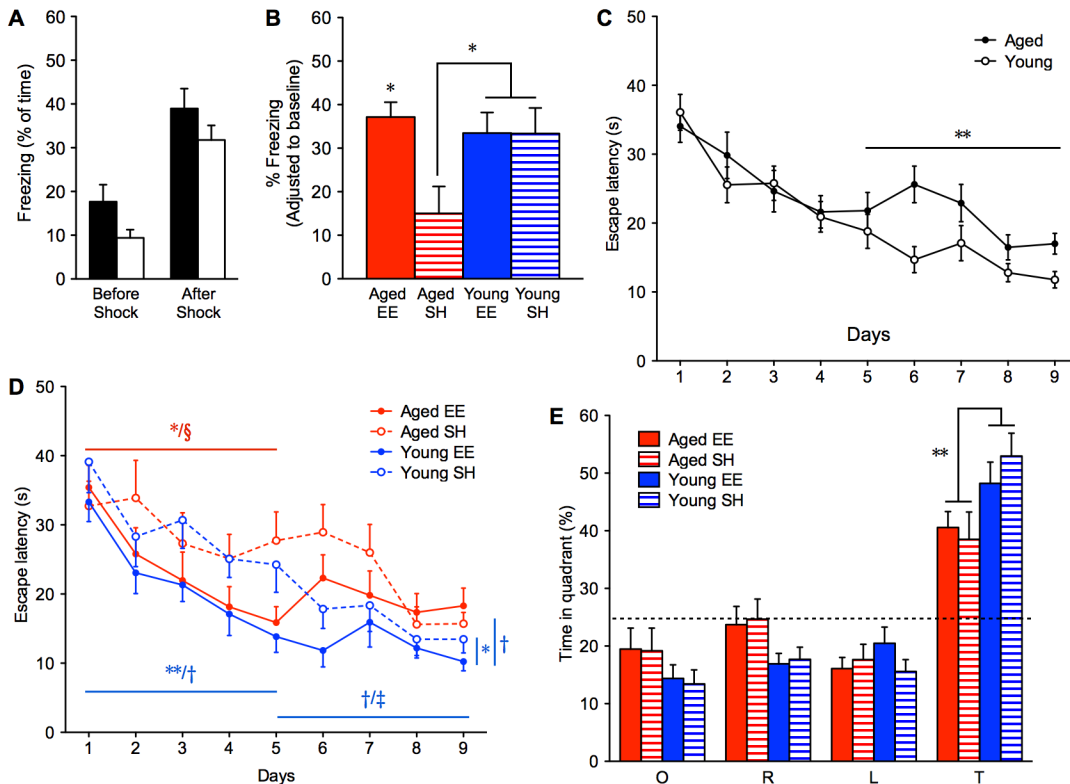 A
Freezing (% of time)
60
50
40
30
20
10
0
Before
Shock
After
Shock
B
% Freezing
(Adjusted to baseline)
60
50
40
30
20
10
0
*
*
Aged
EE
Aged
SH
Young
EE
Young
SH
C
Aged
Young
Escape latency (s)
50
40
30
20
10
0
**
Days
1 2 3 4 5 6 7 8 9
D
Aged EE
Aged SH
Young EE
Young SH
Escape latency (s)
50
40
30
20
10
0
*/§
**/†
†/‡
* †
1 2 3 4 5 6 7 8 9
Days
E
Aged EE
Aged SH
Young EE
Young SH
Time in quadrant (%)
60
50
40
30
20
10
0
**
O R L T